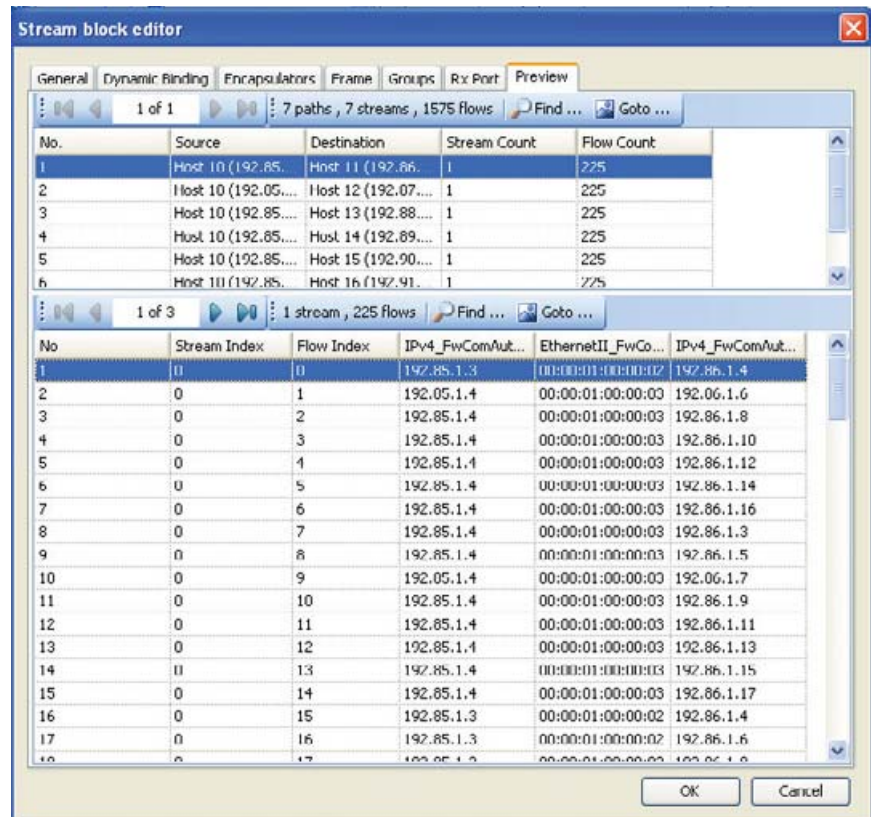 Stream block editor
General Dynamic Binding Encapsulators Frame Groups Rx Port Preview
1 of 1 7 paths , 7 streams , 1575 flows Find ... Goto ...
No. Source Destination Stream Count Flow Count
1 Host 10 (192.85.... Host 11 (192.86.... 1 225
2 Host 10 (192.05.... Host 12 (192.07.... 1 225
3 Host 10 (192.85.... Host 13 (192.88.... 1 225
4 Host 10 (192.85.... Host 14 (192.89.... 1 225
5 Host 10 (192.85.... Host 15 (192.90.... 1 225
6 Host 10 (192.85.... Host 16 (192.91.... 1 225
1 of 3 1 stream , 225 flows Find ... Goto ...
No Stream Index Flow Index IPv4_FwComAut... EthernetII_FwCo... IPv4_FwComAut...
1 0 0 192.85.1.3 00:00:01:00:00:02 192.86.1.4
2 0 1 192.05.1.4 00:00:01:00:00:03 192.06.1.6
3 0 2 192.85.1.4 00:00:01:00:00:03 192.86.1.8
4 0 3 192.85.1.4 00:00:01:00:00:03 192.86.1.10
5 0 4 192.85.1.4 00:00:01:00:00:03 192.86.1.12
6 0 5 192.85.1.4 00:00:01:00:00:03 192.86.1.14
7 0 6 192.85.1.4 00:00:01:00:00:03 192.86.1.16
8 0 7 192.85.1.4 00:00:01:00:00:03 192.86.1.3
9 0 8 192.85.1.4 00:00:01:00:00:03 192.86.1.5
10 0 9 192.05.1.4 00:00:01:00:00:03 192.06.1.7
11 0 10 192.85.1.4 00:00:01:00:00:03 192.86.1.9
12 0 11 192.85.1.4 00:00:01:00:00:03 192.86.1.11
13 0 12 192.85.1.4 00:00:01:00:00:03 192.86.1.13
14 0 13 192.85.1.4 00:00:01:00:00:03 192.86.1.15
15 0 14 192.85.1.4 00:00:01:00:00:03 192.86.1.17
16 0 15 192.85.1.3 00:00:01:00:00:02 192.86.1.4
17 0 16 192.85.1.3 00:00:01:00:00:02 192.86.1.6
OK Cancel